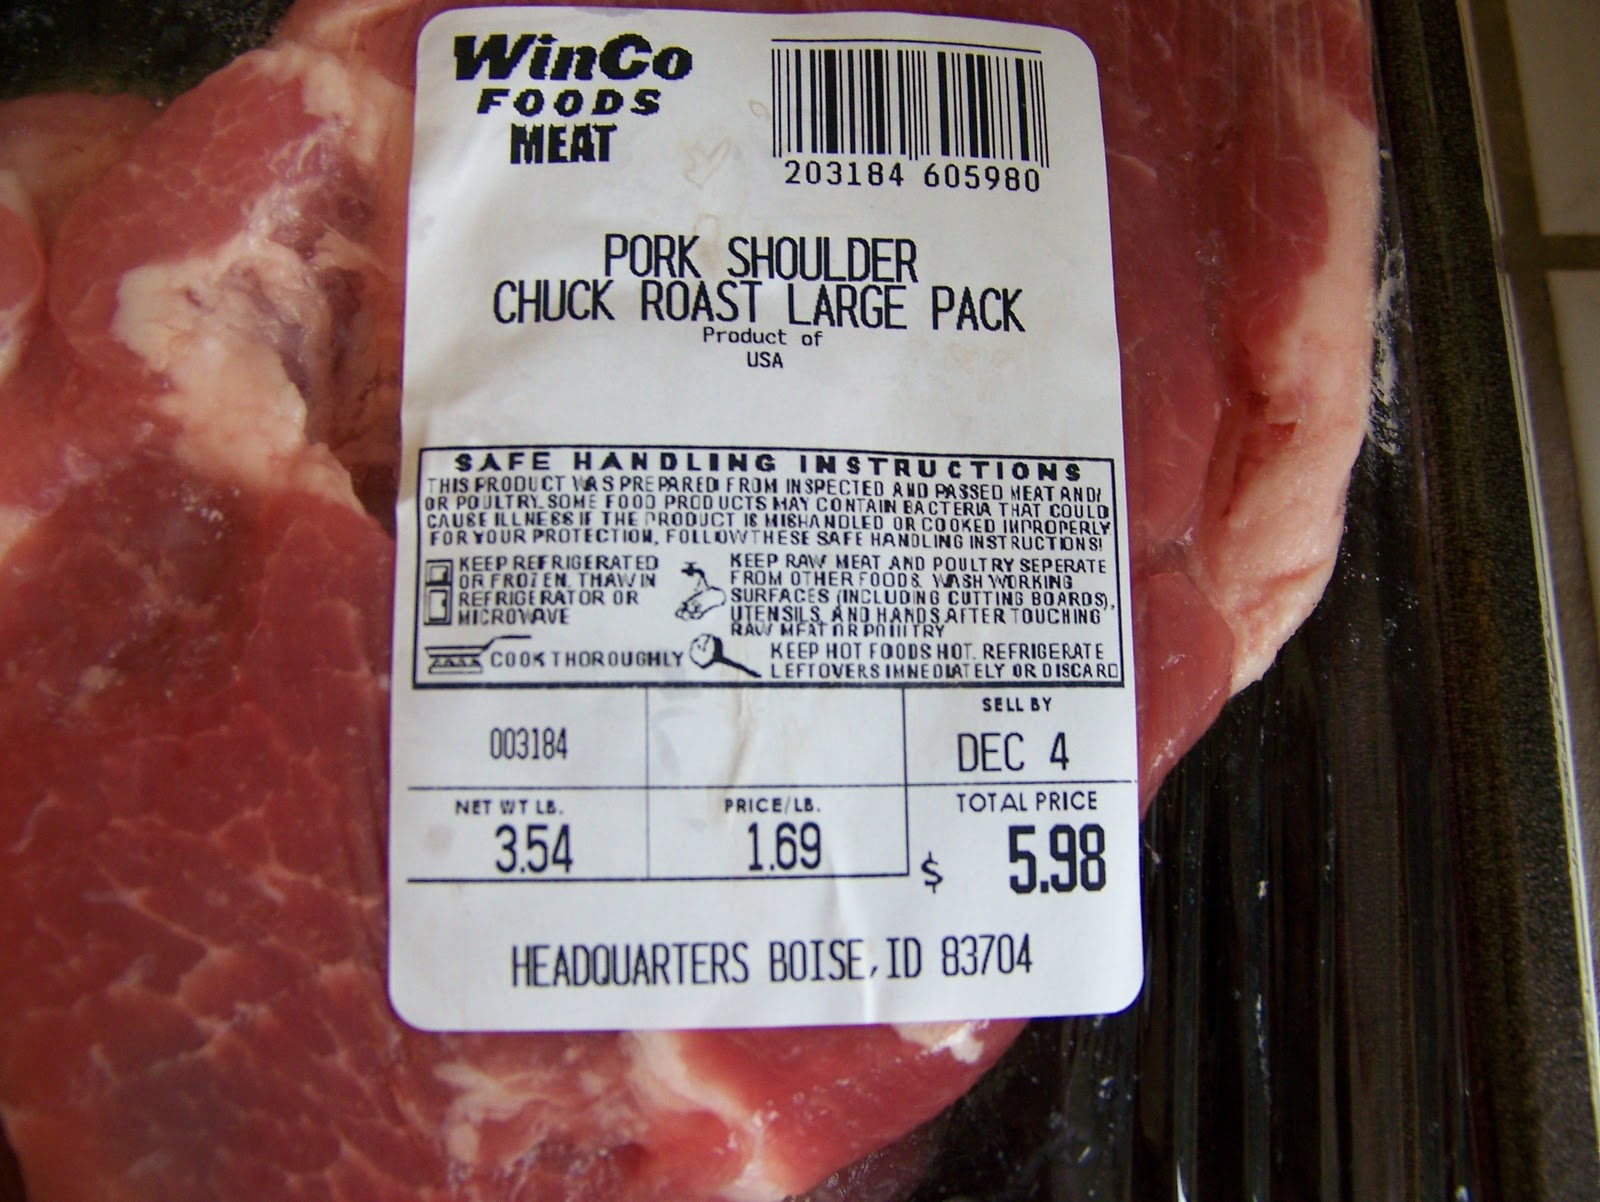 WinCo
FOODS
MEAT
203184 605980
PORK SHOULDER
CHUCK ROAST LARGE PACK
Product of
USA
SAFE HANDLING INSTRUCTIONS
THIS PRODUCT WAS PREPARED FROM INSPECTED AND PASSED MEAT AND/
OR POULTRY. SOME FOOD PRODUCTS MAY CONTAIN BACTERIA THAT COULD
CAUSE ILLNESS IF THE PRODUCT IS MISHANDLED OR COOKED IMPROPERLY
FOR YOUR PROTECTION, FOLLOW THESE SAFE HANDLING INSTRUCTIONS!
KEEP REFRIGERATED
OR FROZEN. THAW IN
REFRIGERATOR OR
MICROWAVE
KEEP RAW MEAT AND POULTRY SEPERATE
FROM OTHER FOODS. WASH WORKING
SURFACES (INCLUDING CUTTING BOARDS),
UTENSILS, AND HANDS AFTER TOUCHING
RAW MEAT OR POULTRY
COOK THOROUGHLY
KEEP HOT FOODS HOT. REFRIGERATE
LEFTOVERS IMMEDIATELY OR DISCARD
003184
SELL BY
DEC 4
NET WT LB.
3.54
PRICE/LB.
1.69
TOTAL PRICE
$ 5.98
HEADQUARTERS BOISE, ID 83704